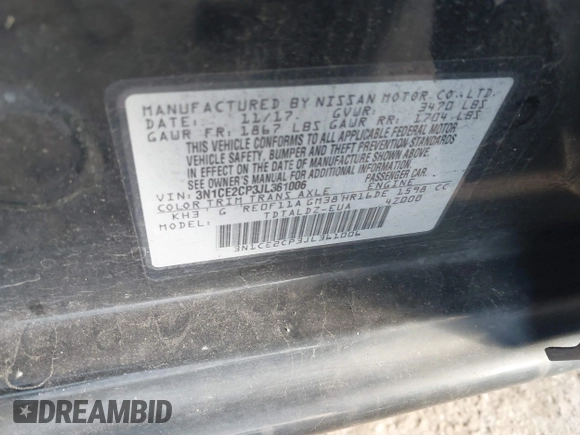 MANUFACTURED BY NISSAN MOTOR CO.,LTD.
DATE: 11/17 GVWR: 3470 LBS
GAWR FR: 1867 LBS GAWR RR: 1704 LBS
THIS VEHICLE CONFORMS TO ALL APPLICABLE FEDERAL MOTOR
VEHICLE SAFETY, BUMPER AND THEFT PREVENTION STANDARDS
IN EFFECT ON THE DATE OF MANUFACTURE SHOWN ABOVE.
SEE OWNER'S MANUAL FOR ADDITIONAL INFORMATION.
VIN: 3N1CE2CP3JL361006 PASSENGER CAR
COLOR TRIM TRANS AXLE ENGINE
KH3 G RE0F11A GM38 HR16DE 1598 CC
TDTALDZ-EUA 4Z000
3N1CE2CP3JL361006
DREAMBID